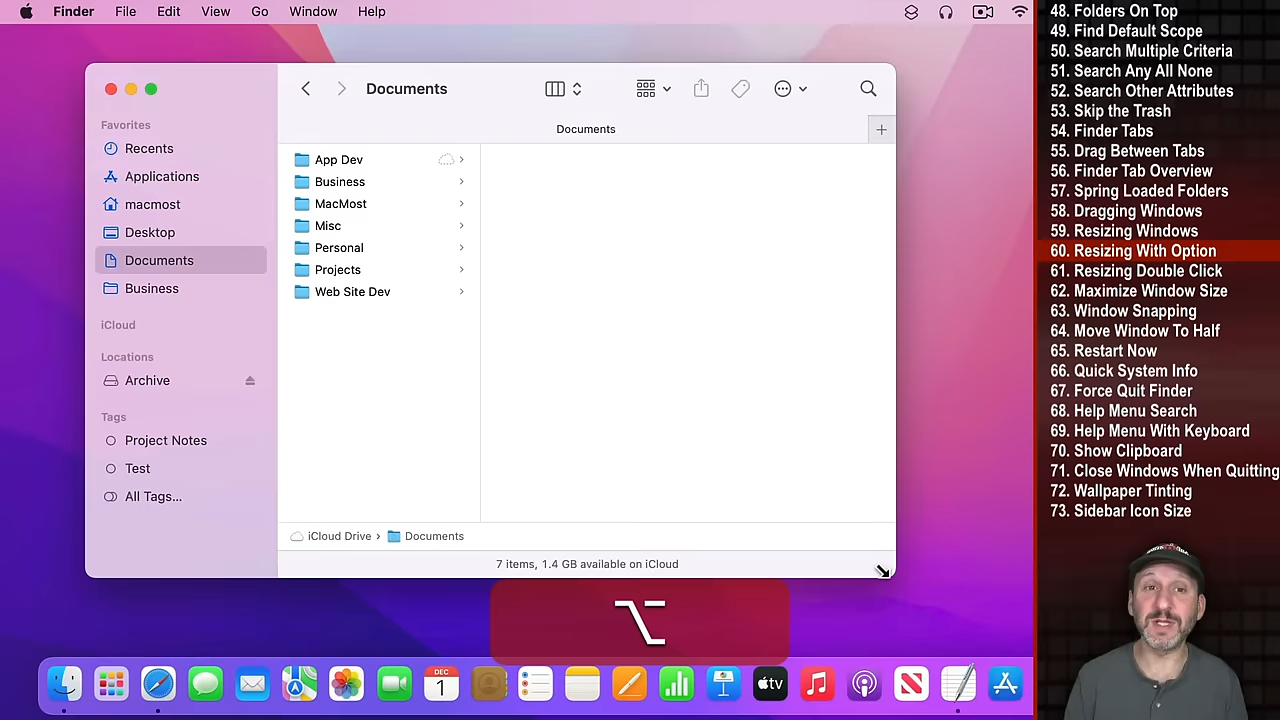 Finder File Edit View Go Window Help
Documents
Documents
Favorites
Recents
Applications
macmost
Desktop
Documents
Business
iCloud
Locations
Archive
Tags
Project Notes
Test
All Tags...
App Dev
Business
MacMost
Misc
Personal
Projects
Web Site Dev
iCloud Drive › Documents
7 items, 1.4 GB available on iCloud
DEC
1
tv
48. Folders On Top
49. Find Default Scope
50. Search Multiple Criteria
51. Search Any All None
52. Search Other Attributes
53. Skip the Trash
54. Finder Tabs
55. Drag Between Tabs
56. Finder Tab Overview
57. Spring Loaded Folders
58. Dragging Windows
59. Resizing Windows
60. Resizing With Option
61. Resizing Double Click
62. Maximize Window Size
63. Window Snapping
64. Move Window To Half
65. Restart Now
66. Quick System Info
67. Force Quit Finder
68. Help Menu Search
69. Help Menu With Keyboard
70. Show Clipboard
71. Close Windows When Quitting
72. Wallpaper Tinting
73. Sidebar Icon Size